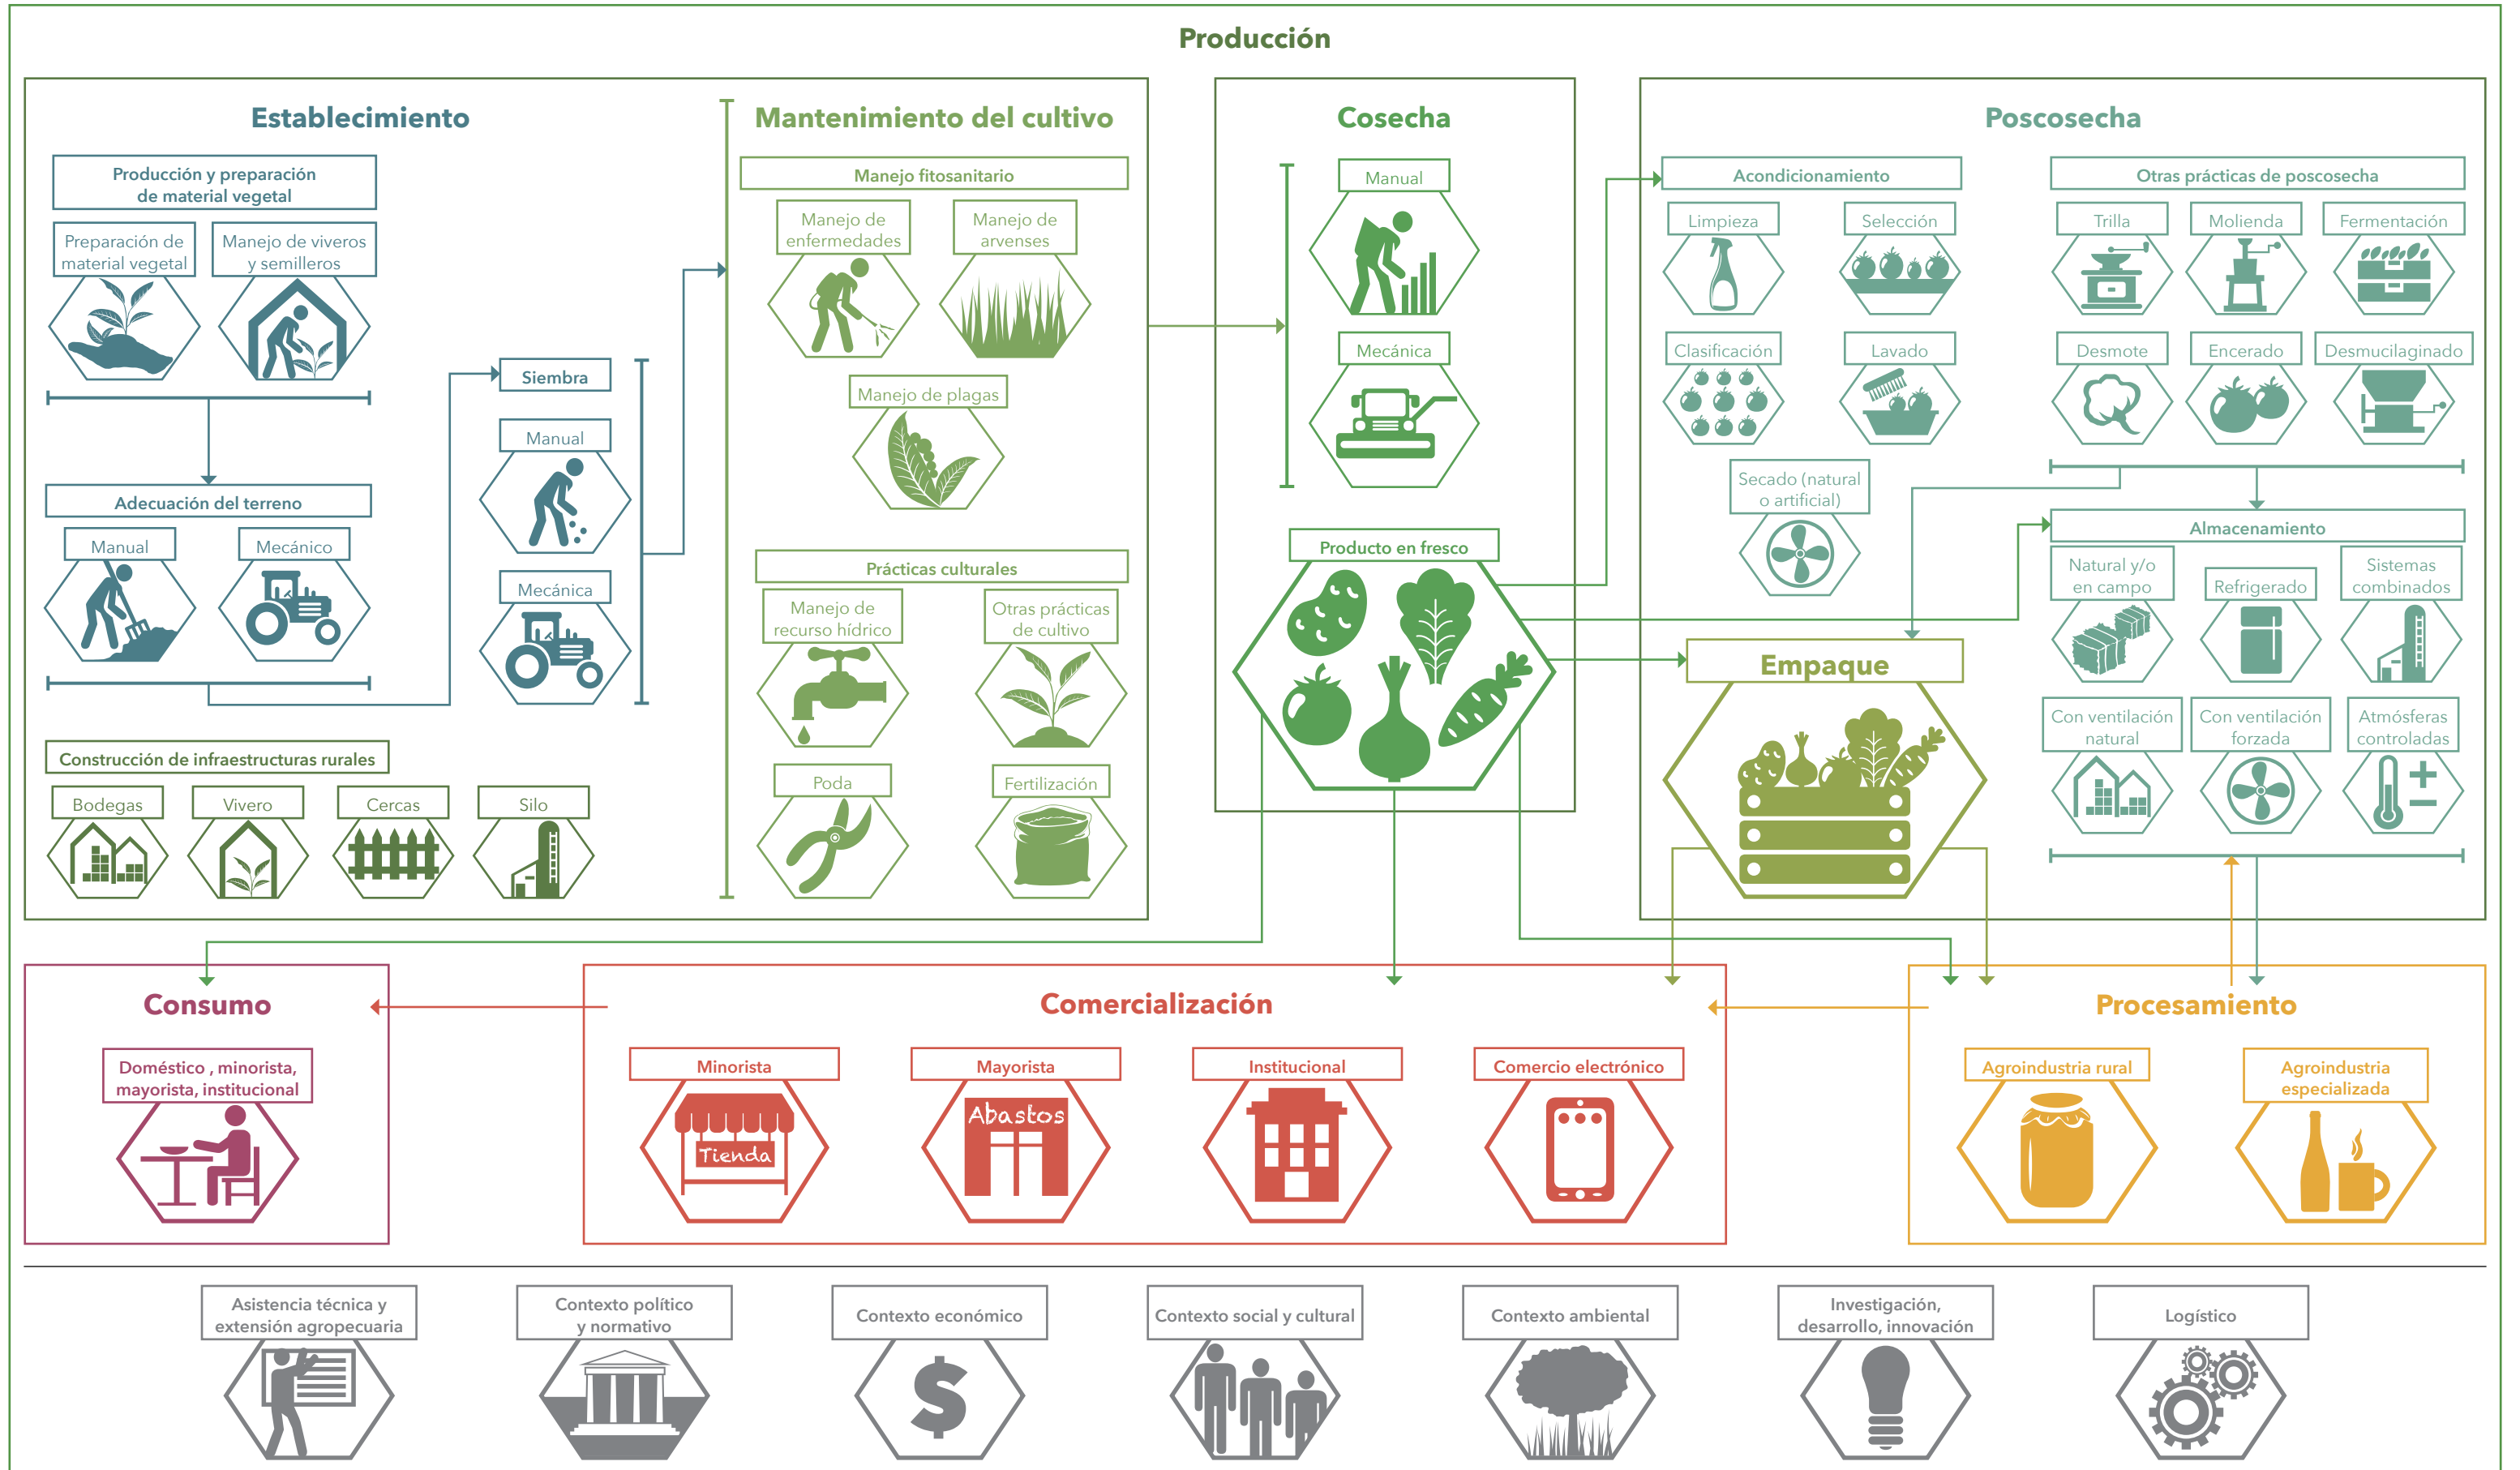 Producción
Establecimiento
Producción y preparación
de material vegetal
Preparación de
material vegetal
Manejo de viveros
y semilleros
Adecuación del terreno
Manual
Mecánico
Siembra
Manual
Mecánica
Construcción de infraestructuras rurales
Bodegas
Vivero
Cercas
Silo
Mantenimiento del cultivo
Manejo fitosanitario
Manejo de
enfermedades
Manejo de
arvenses
Manejo de plagas
Prácticas culturales
Manejo de
recurso hídrico
Otras prácticas
de cultivo
Poda
Fertilización
Cosecha
Manual
Mecánica
Producto en fresco
Poscosecha
Acondicionamiento
Limpieza
Selección
Clasificación
Lavado
Secado (natural
o artificial)
Otras prácticas de poscosecha
Trilla
Molienda
Fermentación
Desmote
Encerado
Desmucilaginado
Almacenamiento
Natural y/o
en campo
Refrigerado
Sistemas
combinados
Con ventilación
natural
Con ventilación
forzada
Atmósferas
controladas
Empaque
Consumo
Doméstico , minorista,
mayorista, institucional
Comercialización
Minorista
Tienda
Mayorista
Abastos
Institucional
Comercio electrónico
Procesamiento
Agroindustria rural
Agroindustria
especializada
Asistencia técnica y
extensión agropecuaria
Contexto político
y normativo
Contexto económico
$
Contexto social y cultural
Contexto ambiental
Investigación,
desarrollo, innovación
Logístico